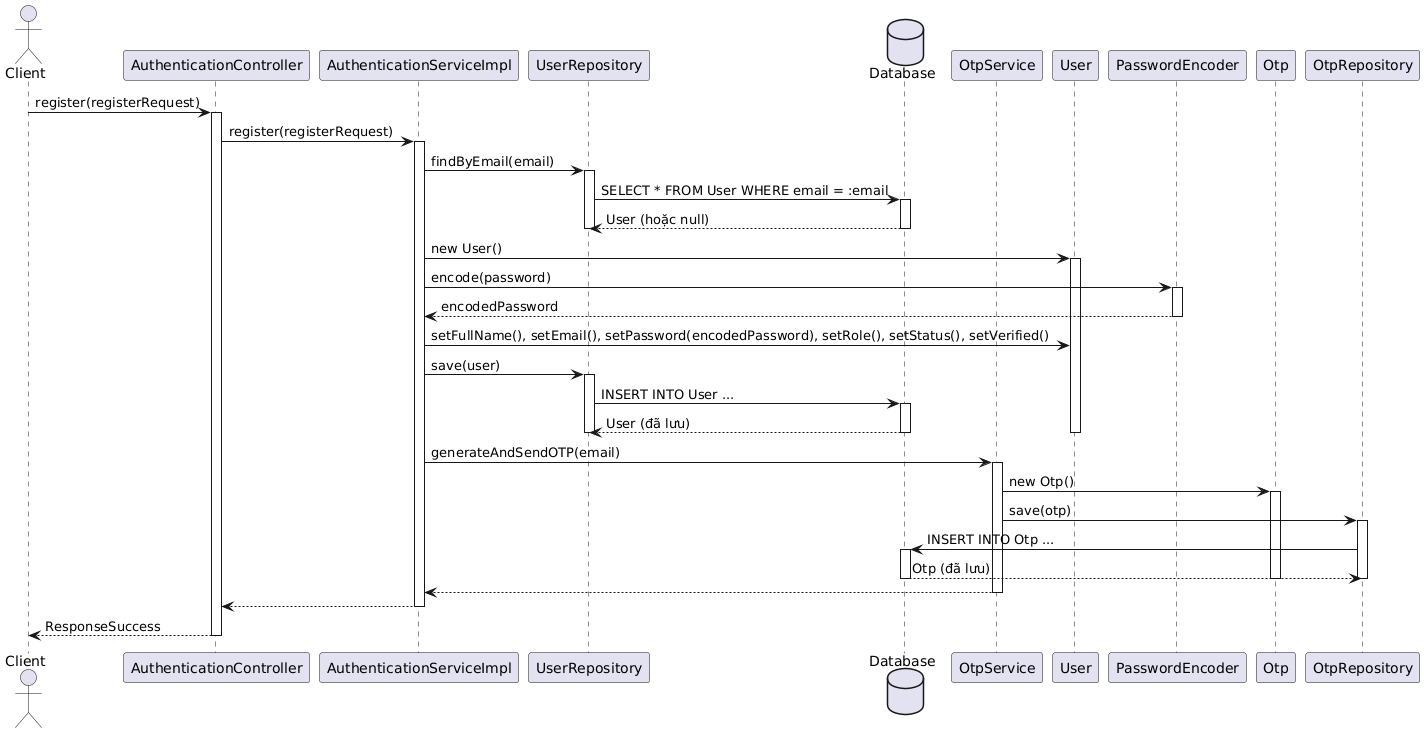 Client
AuthenticationController
AuthenticationServiceImpl
UserRepository
Database
OtpService
User
PasswordEncoder
Otp
OtpRepository
register(registerRequest)
register(registerRequest)
findByEmail(email)
SELECT * FROM User WHERE email = :email
User (hoặc null)
new User()
encode(password)
encodedPassword
setFullName(), setEmail(), setPassword(encodedPassword), setRole(), setStatus(), setVerified()
save(user)
INSERT INTO User ...
User (đã lưu)
generateAndSendOTP(email)
new Otp()
save(otp)
INSERT INTO Otp ...
Otp (đã lưu)
ResponseSuccess
Client
AuthenticationController
AuthenticationServiceImpl
UserRepository
Database
OtpService
User
PasswordEncoder
Otp
OtpRepository